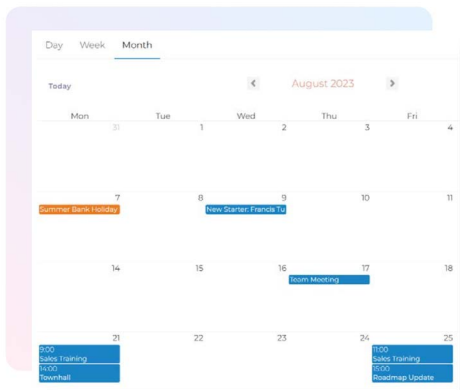 Day Week Month
Today < August 2023 >
Mon Tue Wed Thu Fri
31 1 2 3 4
7 8 9 10 11
Summer Bank Holiday New Starter: Francis Tu
14 15 16 17 18
Team Meeting
21 22 23 24 25
9:00 11:00
Sales Training Sales Training
14:00 15:00
Townhall Roadmap Update